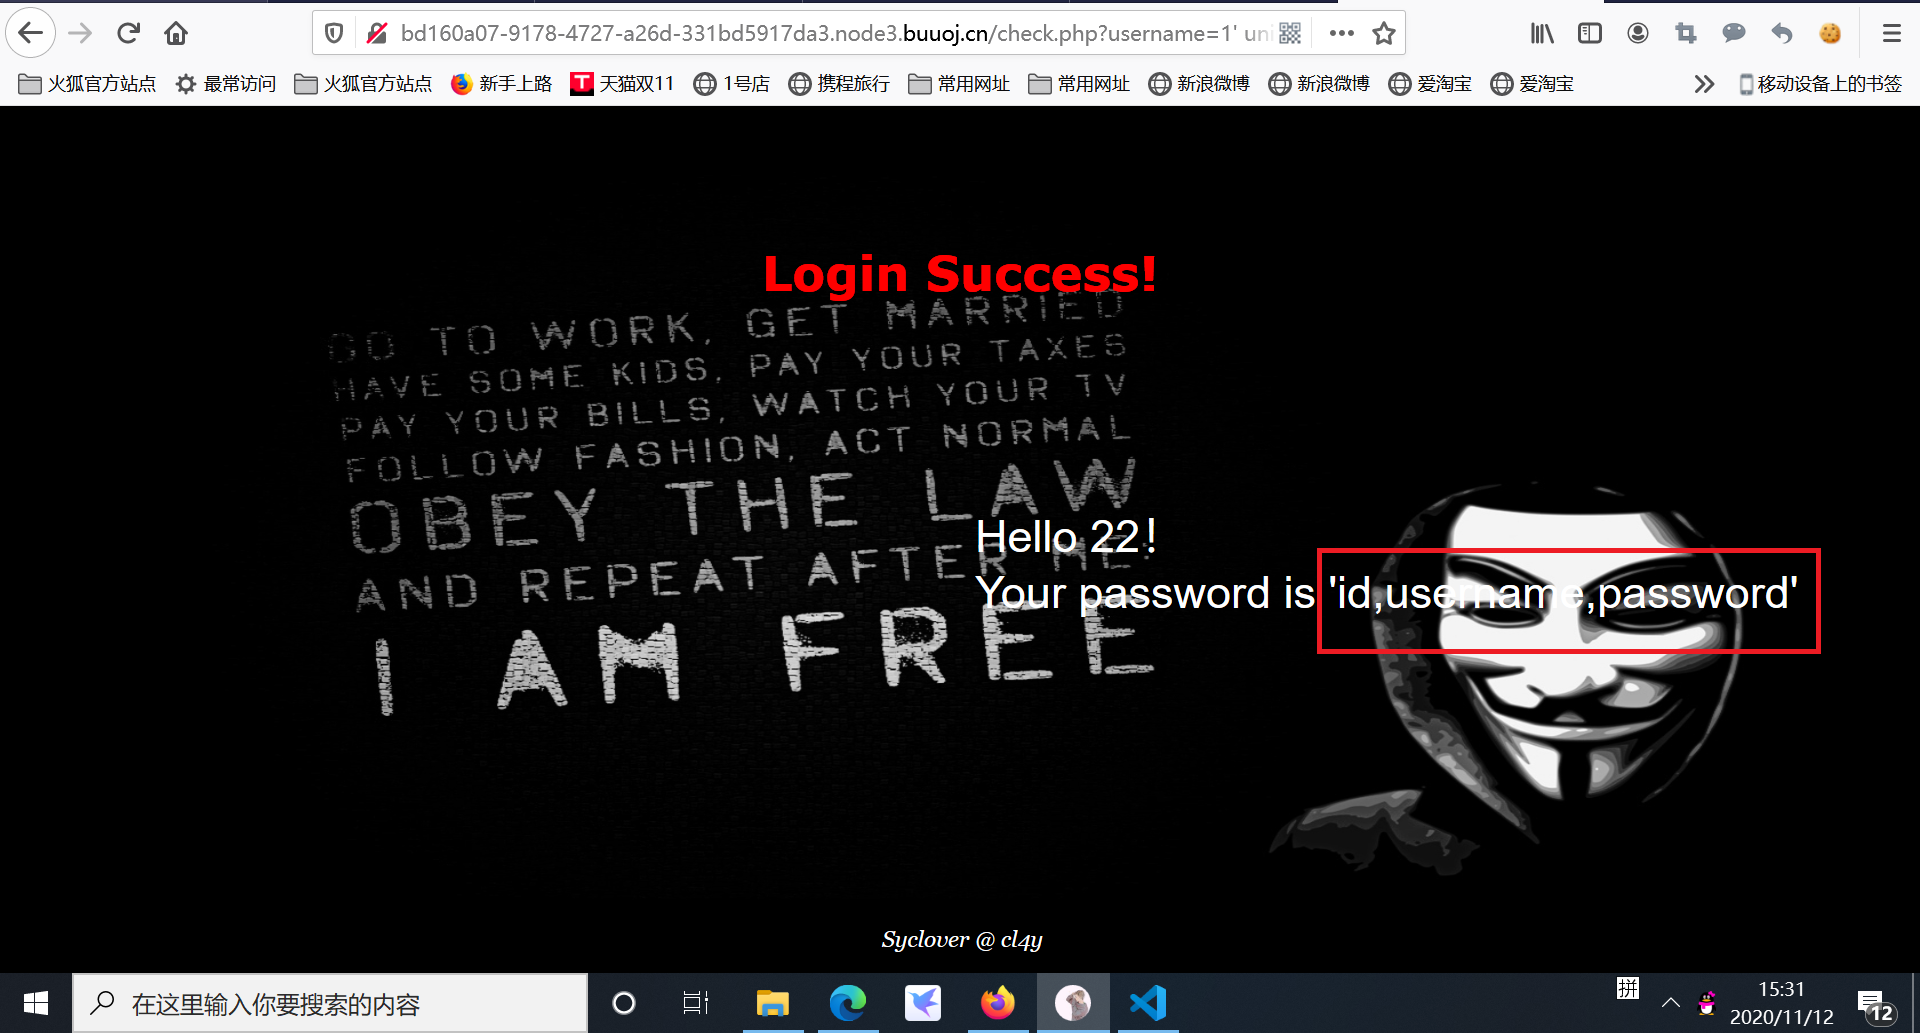 bd160a07-9178-4727-a26d-331bd5917da3.node3.buuoj.cn/check.php?username=1' uni
火狐官方站点 最常访问 火狐官方站点 新手上路 天猫双11 1号店 携程旅行 常用网址 常用网址 新浪微博 新浪微博 爱淘宝 爱淘宝 移动设备上的书签
Login Success!
GO TO WORK, GET MARRIED
HAVE SOME KIDS, PAY YOUR TAXES
PAY YOUR BILLS, WATCH YOUR TV
FOLLOW FASHION, ACT NORMAL
OBEY THE LAW
AND REPEAT AFTER ME:
I AM FREE
Hello 22！
Your password is 'id,username,password'
Syclover @ cl4y
在这里输入你要搜索的内容
拼
15:31
2020/11/12
12